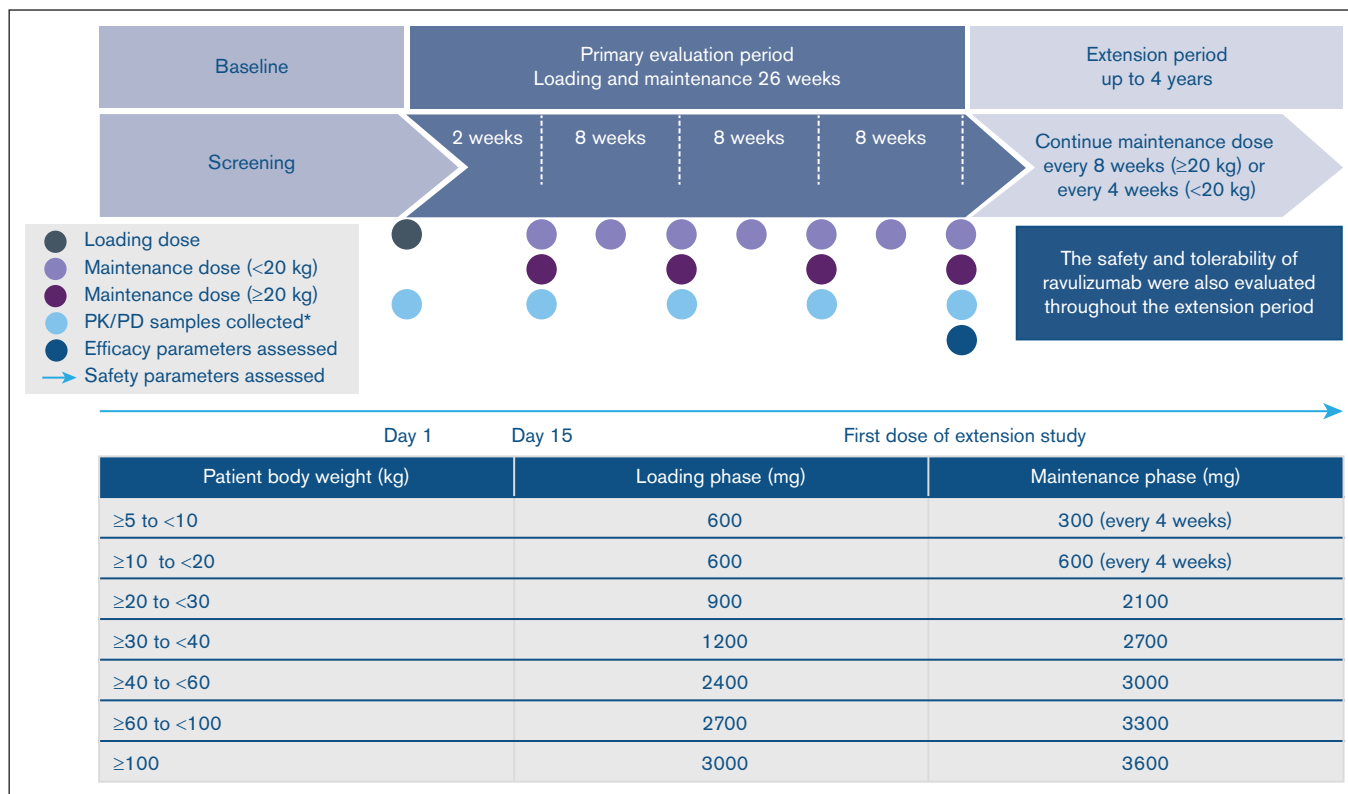 Baseline
Primary evaluation period
Loading and maintenance 26 weeks
Extension period
up to 4 years
Screening
2 weeks
8 weeks
8 weeks
8 weeks
Continue maintenance dose
every 8 weeks (≥20 kg) or
every 4 weeks (<20 kg)
Loading dose
Maintenance dose (<20 kg)
Maintenance dose (≥20 kg)
PK/PD samples collected*
Efficacy parameters assessed
Safety parameters assessed
The safety and tolerability of
ravulizumab were also evaluated
throughout the extension period
Day 1
Day 15
First dose of extension study
Patient body weight (kg) Loading phase (mg) Maintenance phase (mg)
≥5 to <10 600 300 (every 4 weeks)
≥10 to <20 600 600 (every 4 weeks)
≥20 to <30 900 2100
≥30 to <40 1200 2700
≥40 to <60 2400 3000
≥60 to <100 2700 3300
≥100 3000 3600